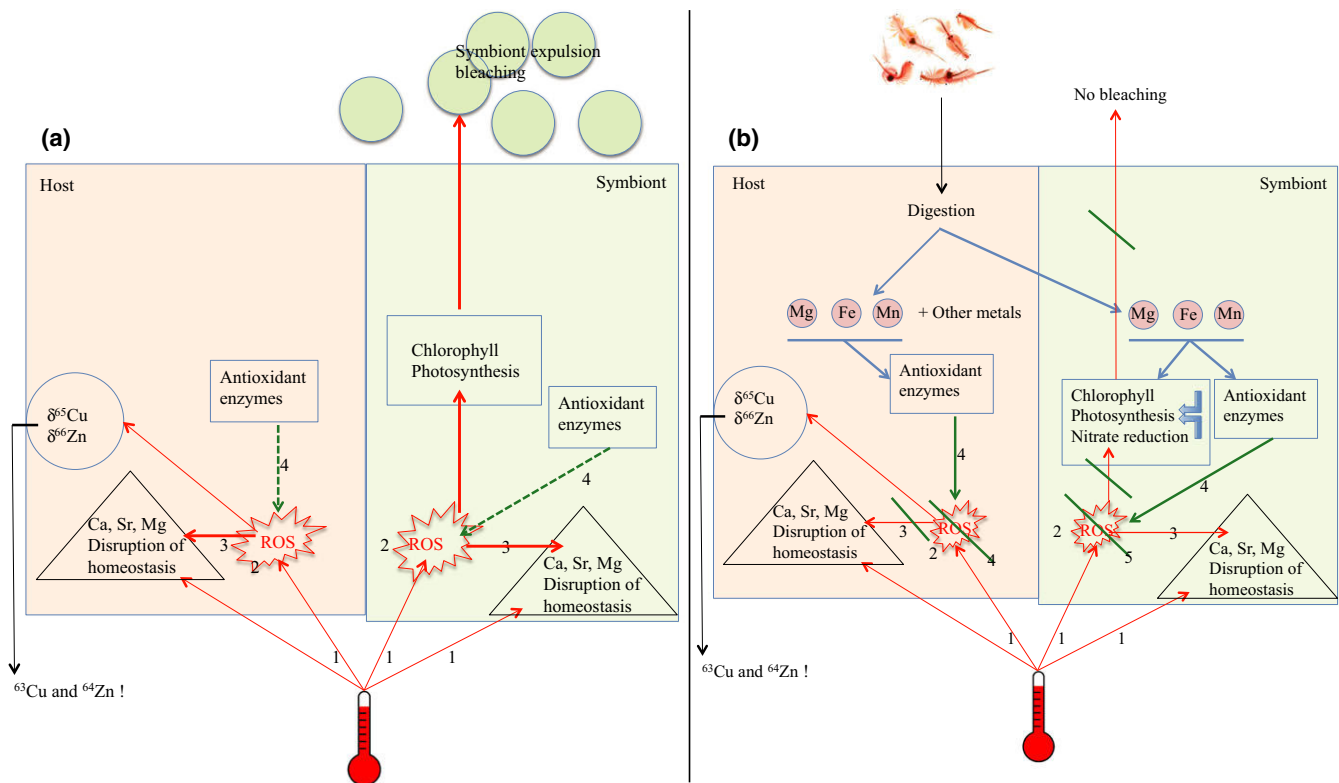 (a)
Symbiont expulsion
bleaching
Host
Symbiont
Chlorophyll
Photosynthesis
Antioxidant
enzymes
Antioxidant
enzymes
δ⁶⁵Cu
δ⁶⁶Zn
4
4
Ca, Sr, Mg
Disruption of
homeostasis
3
ROS
2
2
ROS
3
Ca, Sr, Mg
Disruption of
homeostasis
1
1
1
⁶³Cu and ⁶⁴Zn !
(b)
No bleaching
Host
Symbiont
Digestion
Mg Fe Mn + Other metals
Mg Fe Mn
Antioxidant
enzymes
Chlorophyll
Photosynthesis
Nitrate reduction
Antioxidant
enzymes
δ⁶⁵Cu
δ⁶⁶Zn
4
4
Ca, Sr, Mg
Disruption of
homeostasis
3
ROS
2
4
2
ROS
5
3
Ca, Sr, Mg
Disruption of
homeostasis
1
1
1
⁶³Cu and ⁶⁴Zn !